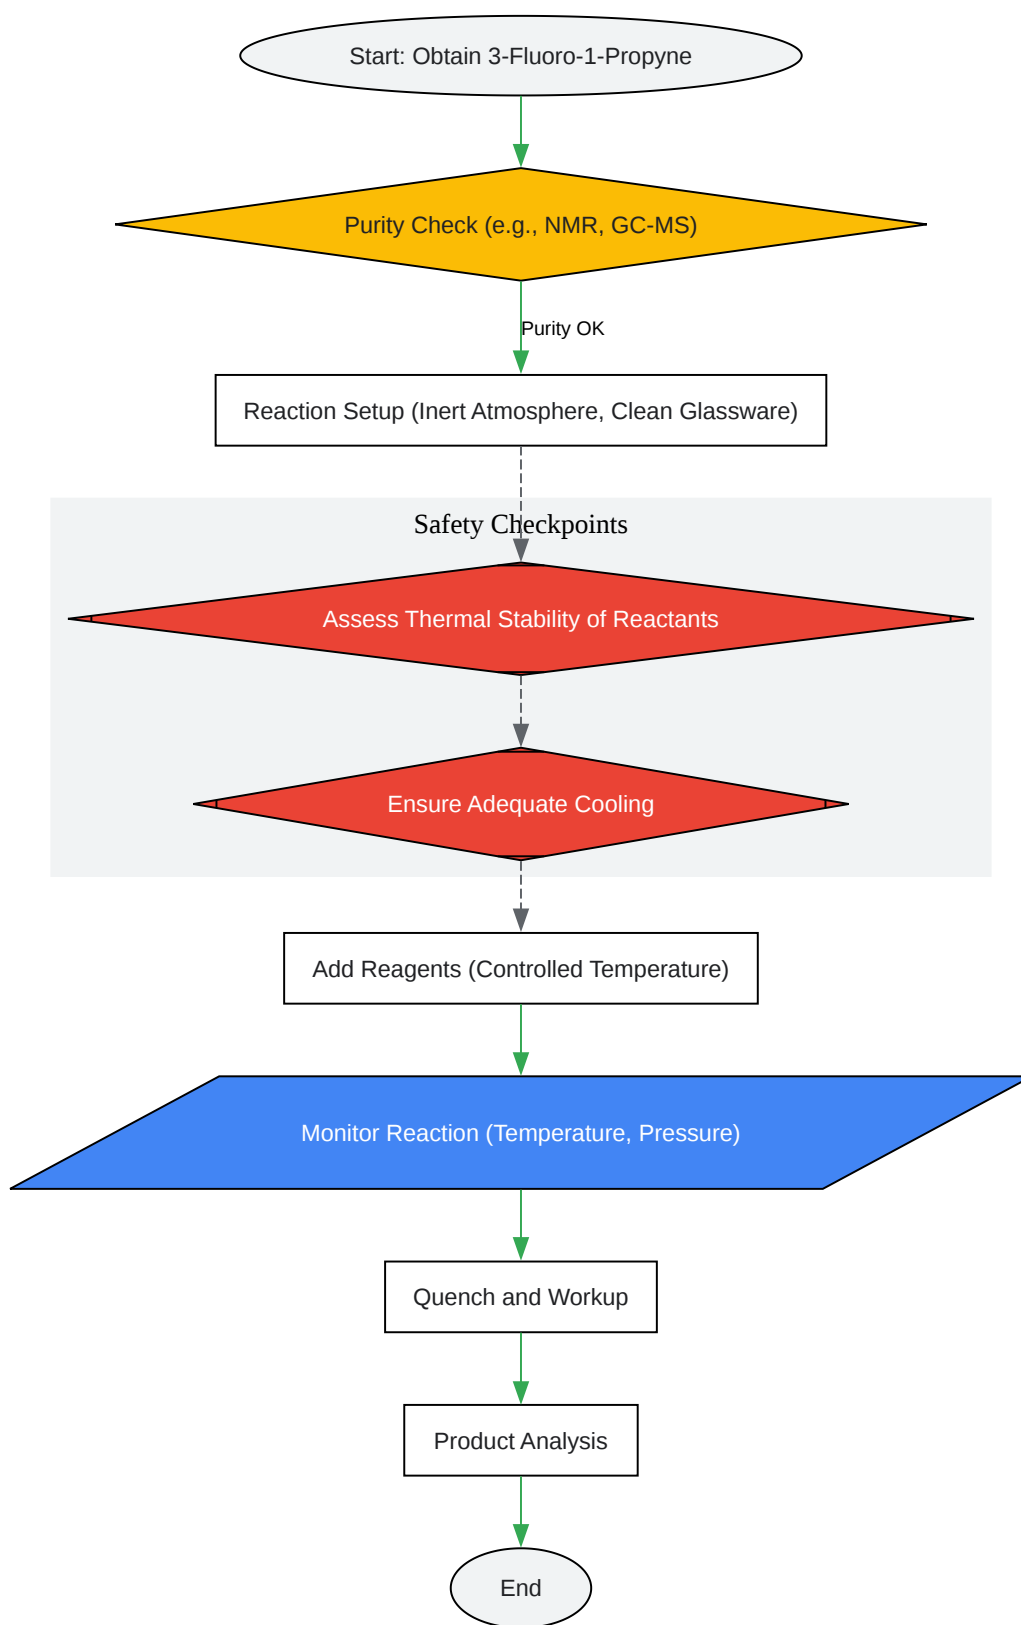 Start: Obtain 3-Fluoro-1-Propyne
Purity Check (e.g., NMR, GC-MS)
Purity OK
Reaction Setup (Inert Atmosphere, Clean Glassware)
Safety Checkpoints
Assess Thermal Stability of Reactants
Ensure Adequate Cooling
Add Reagents (Controlled Temperature)
Monitor Reaction (Temperature, Pressure)
Quench and Workup
Product Analysis
End